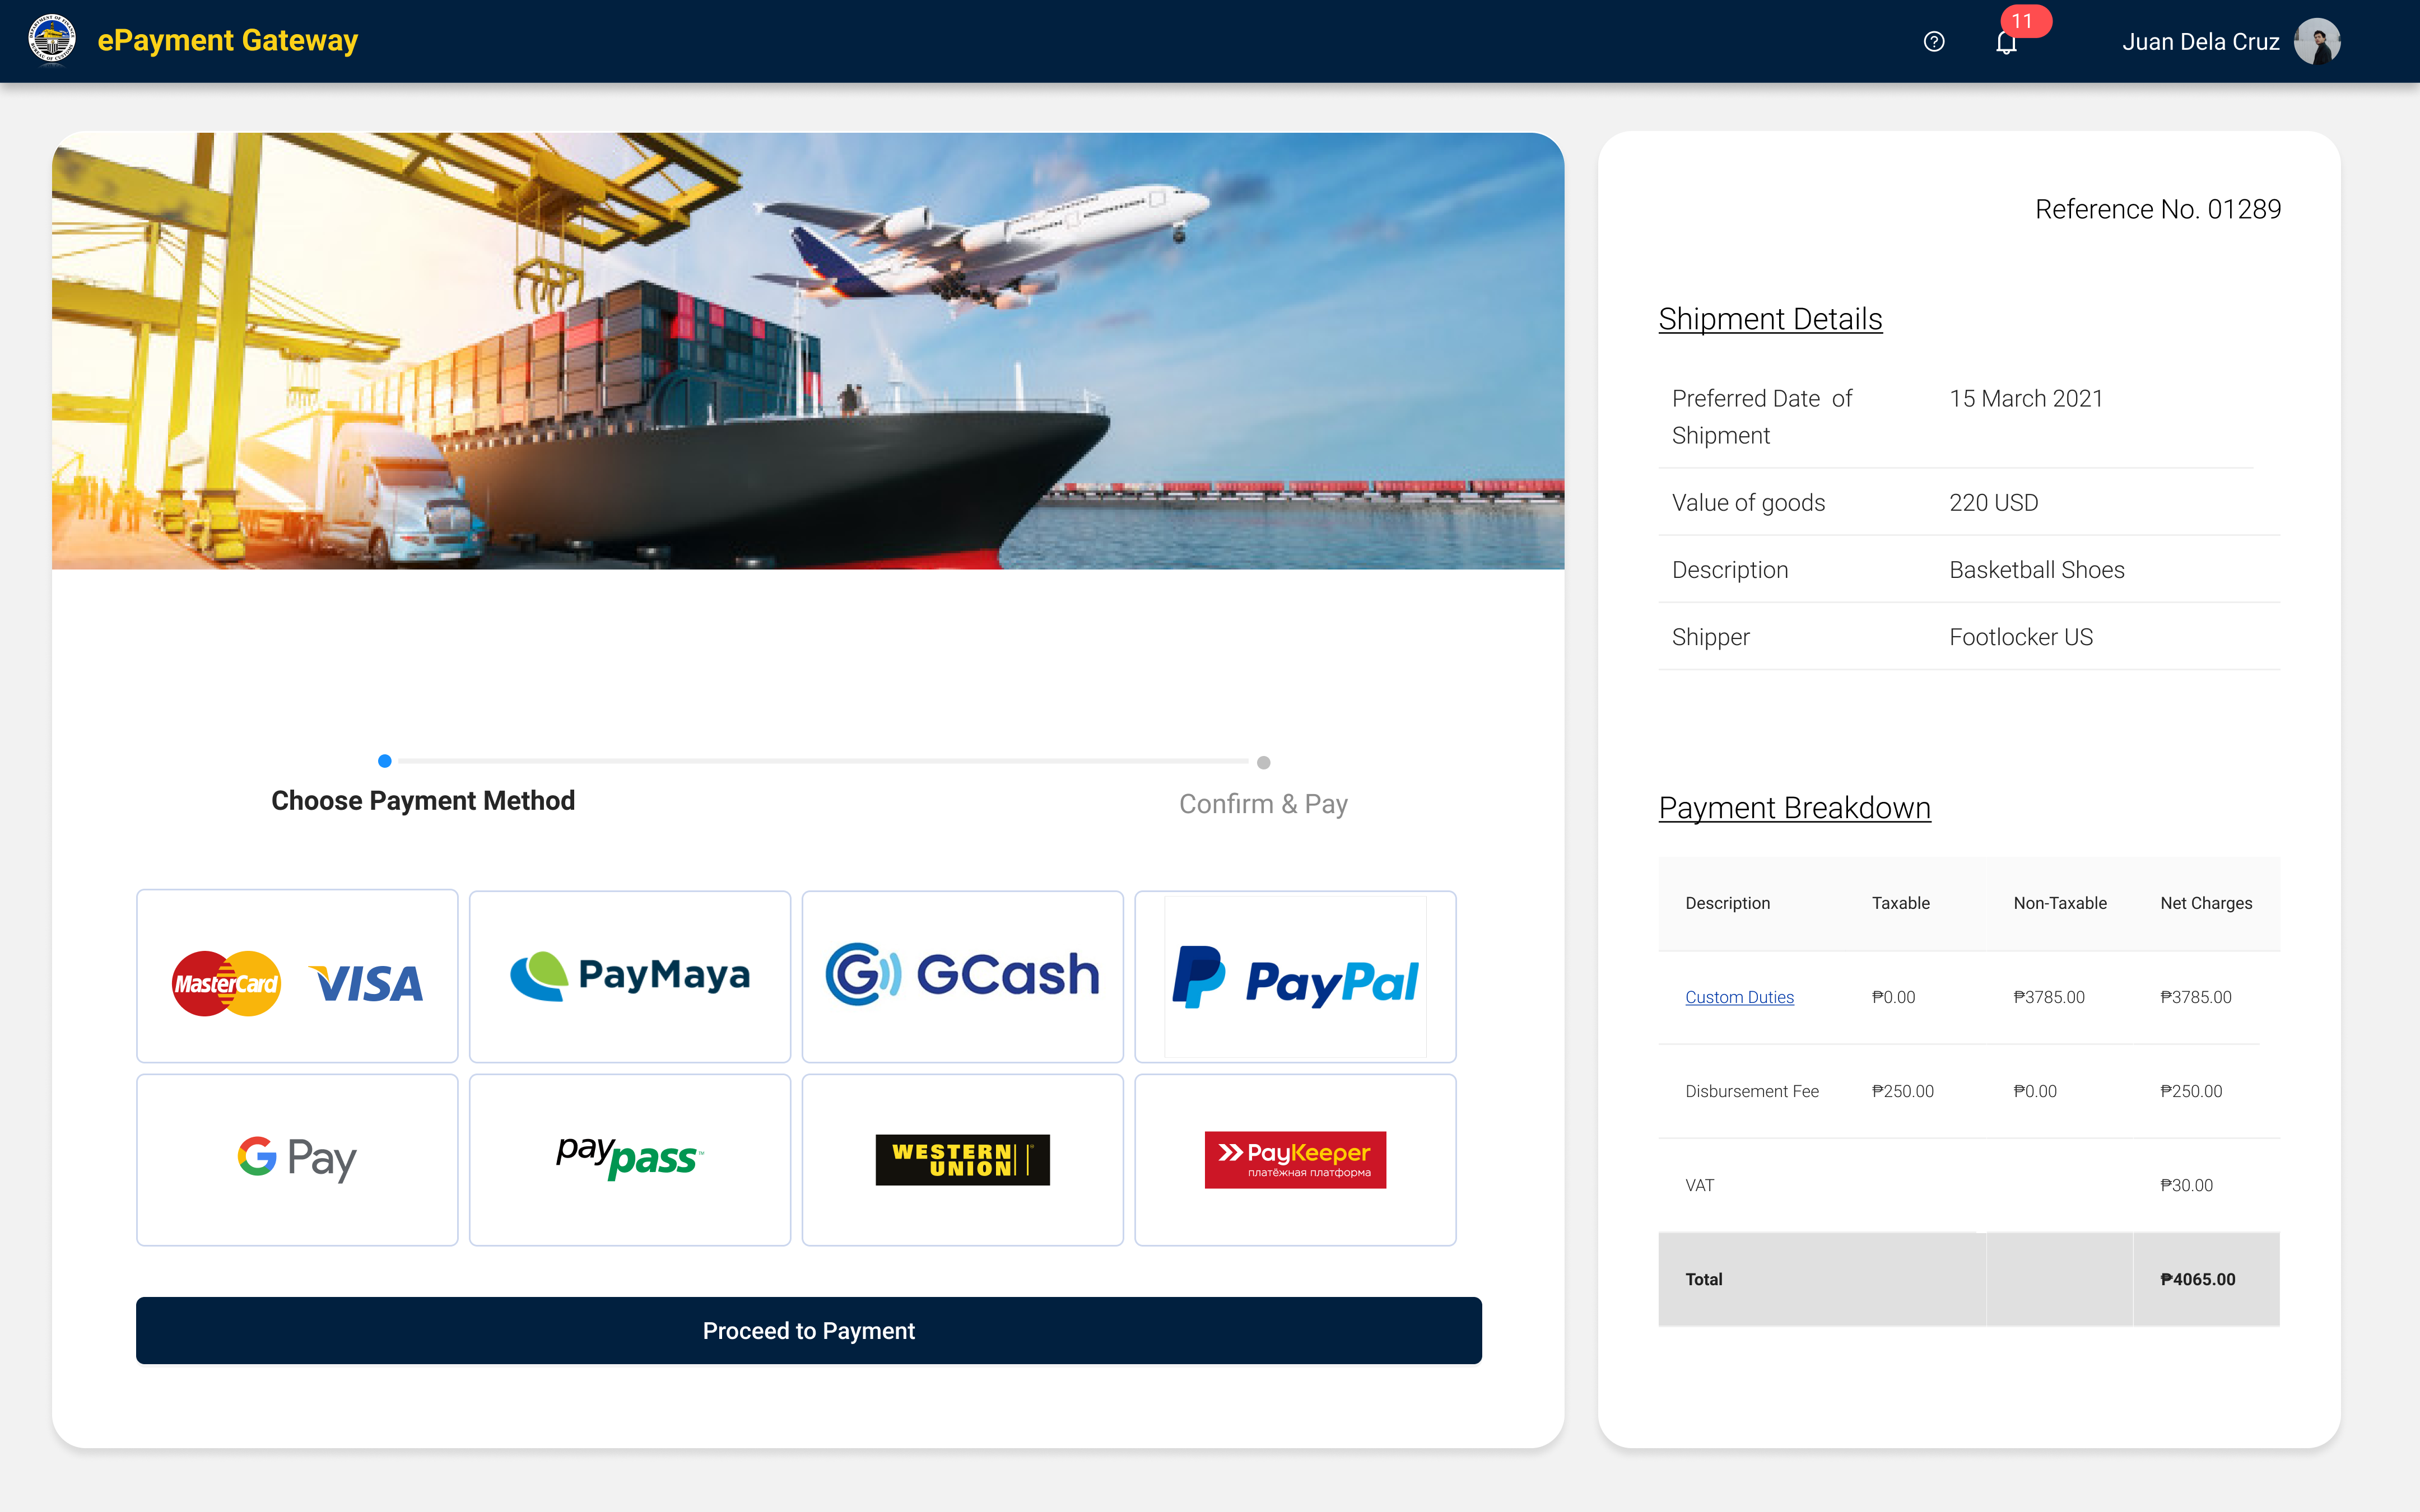 ePayment Gateway
11
Juan Dela Cruz
Reference No. 01289
Shipment Details
Preferred Date of Shipment 15 March 2021
Value of goods 220 USD
Description Basketball Shoes
Shipper Footlocker US
Choose Payment Method
Confirm & Pay
MasterCard VISA
PayMaya
GCash
PayPal
G Pay
paypass™
WESTERN UNION
PayKeeper
платёжная платформа
Proceed to Payment
Payment Breakdown
Description Taxable Non-Taxable Net Charges
Custom Duties ₱0.00 ₱3785.00 ₱3785.00
Disbursement Fee ₱250.00 ₱0.00 ₱250.00
VAT ₱30.00
Total ₱4065.00